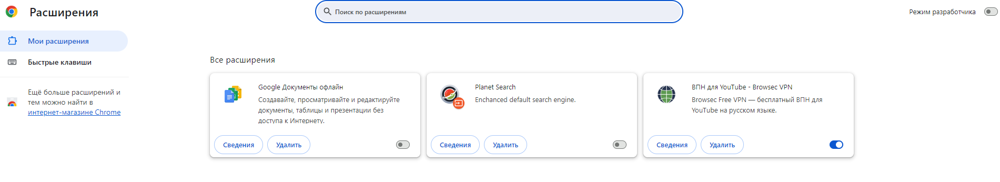 Расширения
Поиск по расширениям
Режим разработчика
Мои расширения
Быстрые клавиши
Ещё больше расширений и
тем можно найти в
интернет-магазине Chrome
Все расширения
Google Документы офлайн
Создавайте, просматривайте и редактируйте
документы, таблицы и презентации без
доступа к Интернету.
Сведения
Удалить
Planet Search
Enchanced default search engine.
Сведения
Удалить
ВПН для YouTube - Browsec VPN
Browsec Free VPN — бесплатный ВПН для
YouTube на русском языке.
Сведения
Удалить